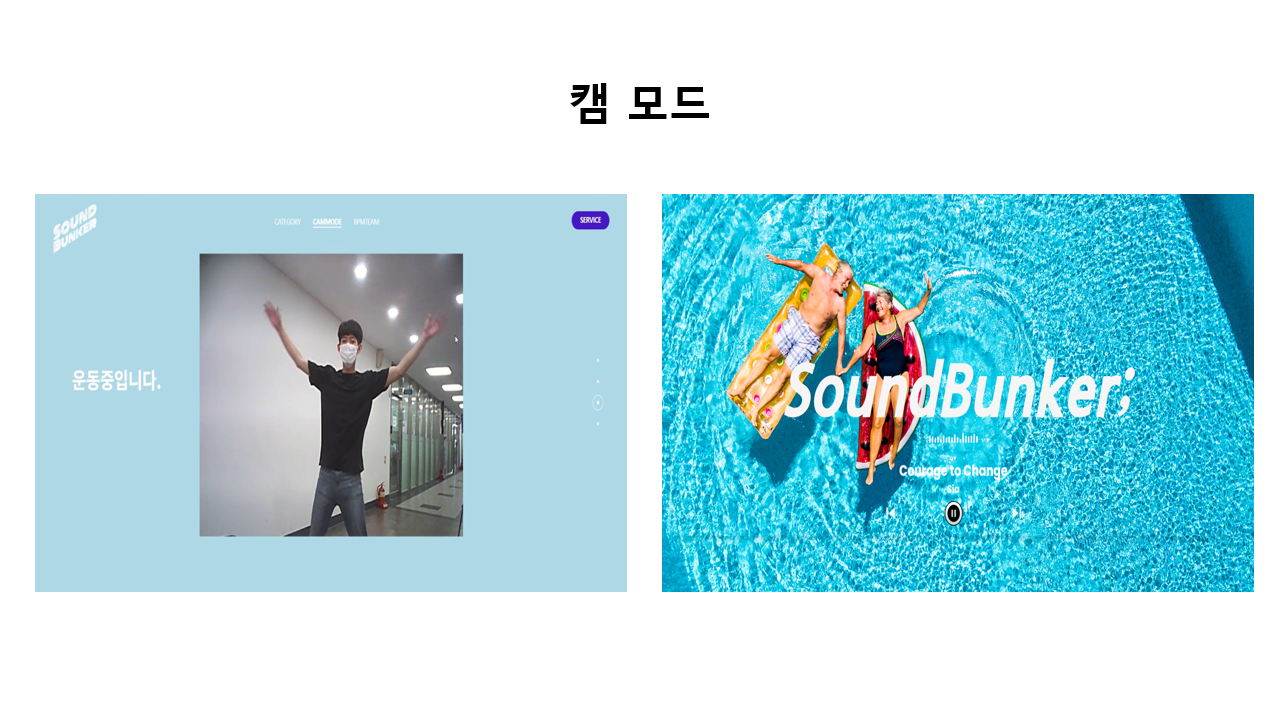 캠 모드
SOUND
BUNKER
CATEGORY
CAMMODE
BPMTEAM
SERVICE
운동중입니다.
SoundBunker;
Courage to Change
Sia